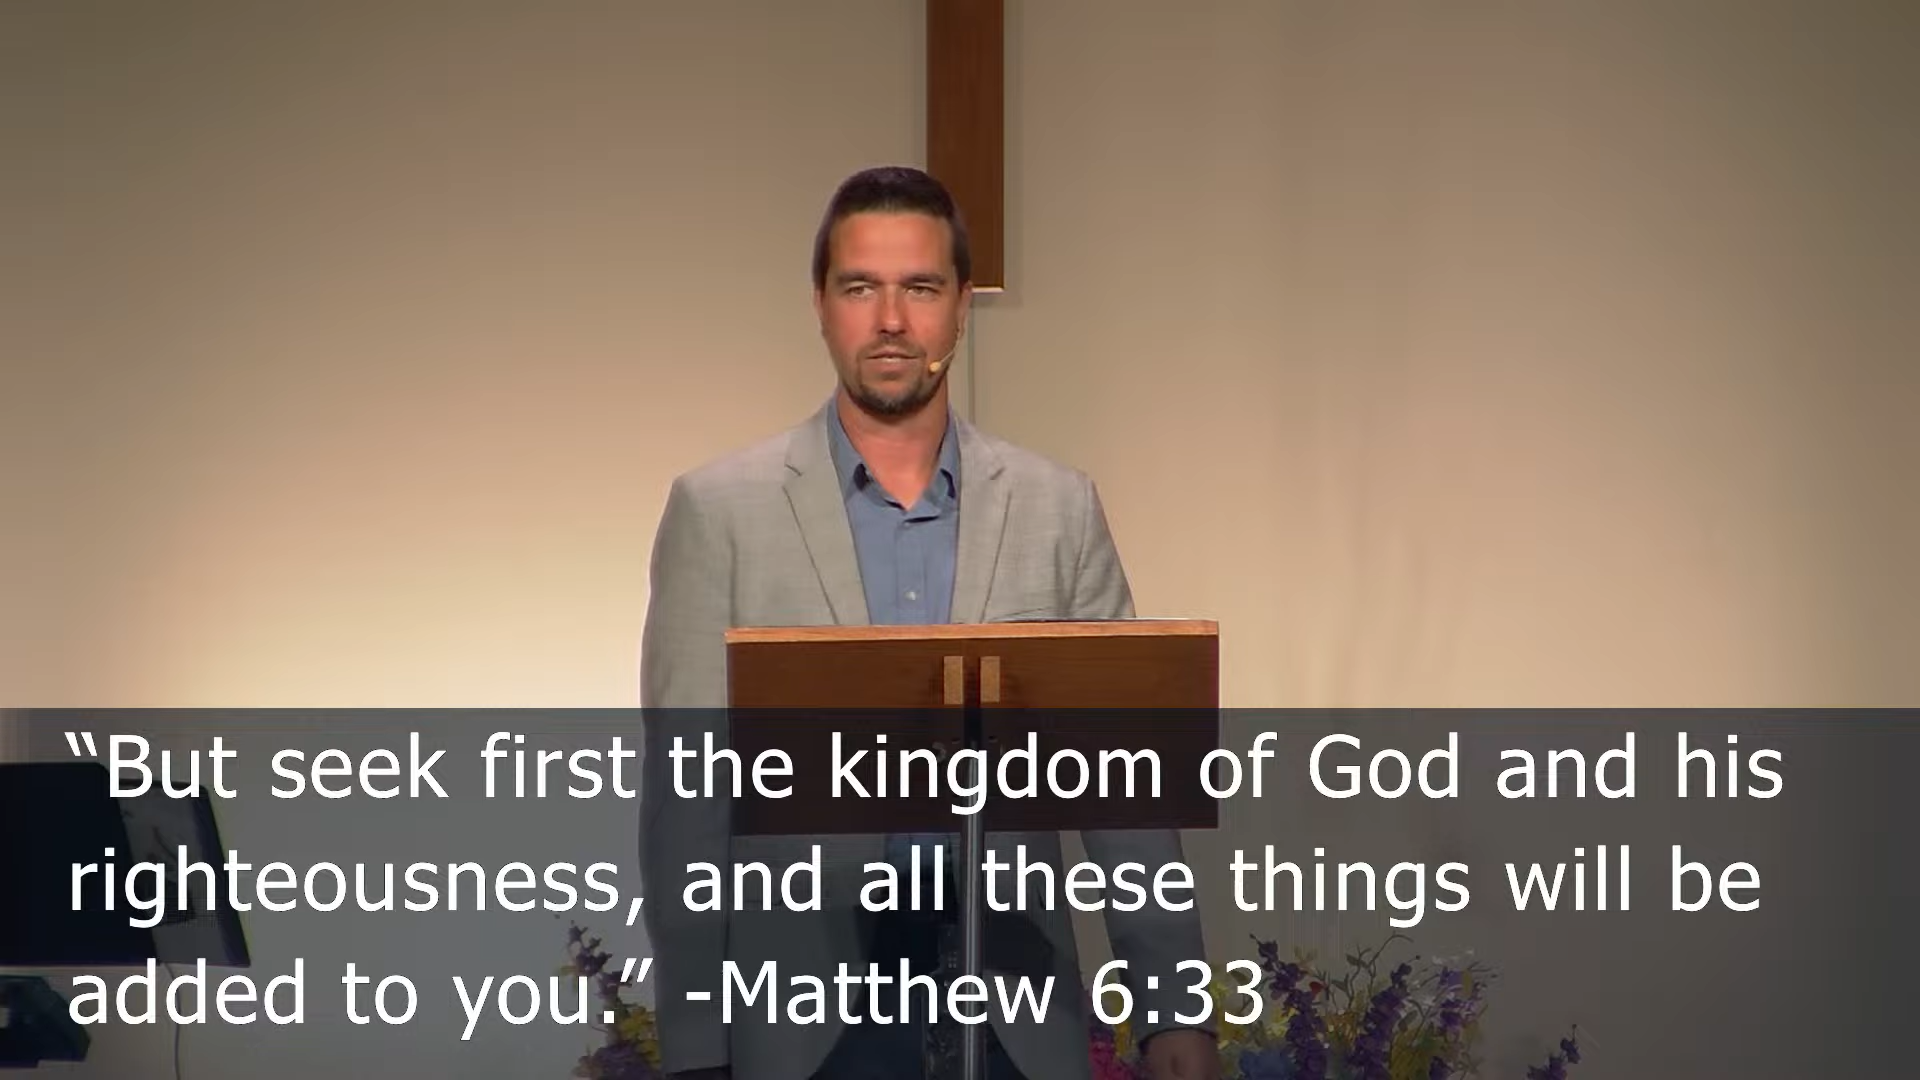 “But seek first the kingdom of God and his
righteousness, and all these things will be
added to you.” -Matthew 6:33